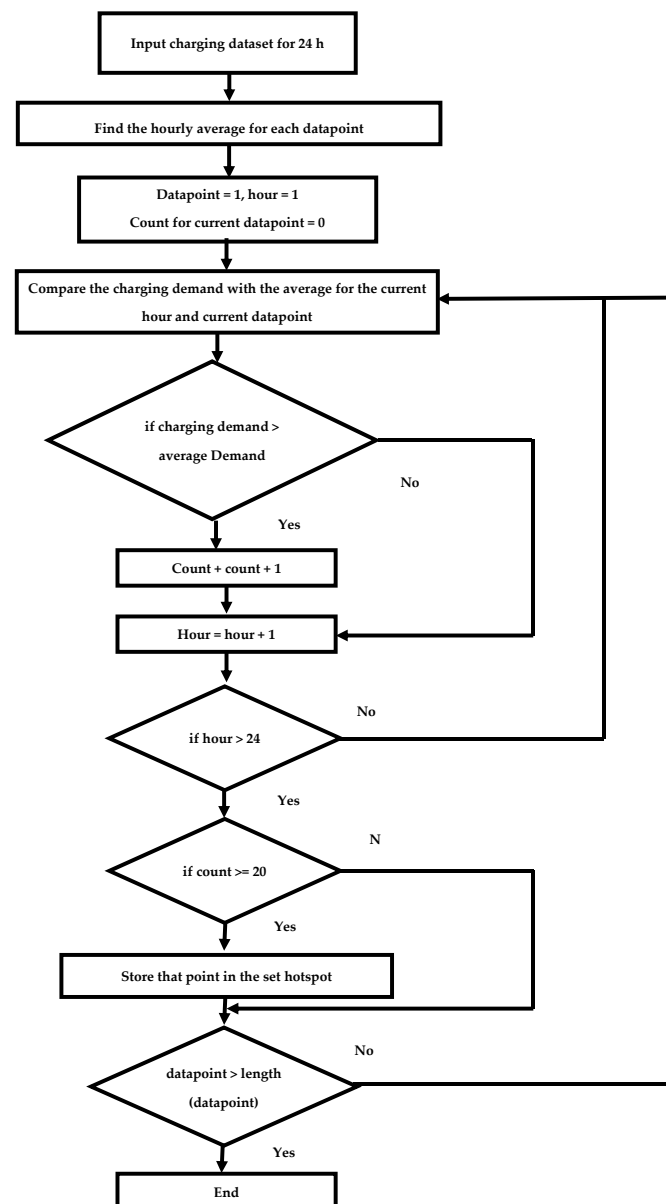 Input charging dataset for 24 h
Find the hourly average for each datapoint
Datapoint = 1, hour = 1
Count for current datapoint = 0
Compare the charging demand with the average for the current
hour and current datapoint
if charging demand >
average Demand
No
Yes
Count + count + 1
Hour = hour + 1
No
if hour > 24
Yes
N
if count >= 20
Yes
Store that point in the set hotspot
No
datapoint > length
(datapoint)
Yes
End